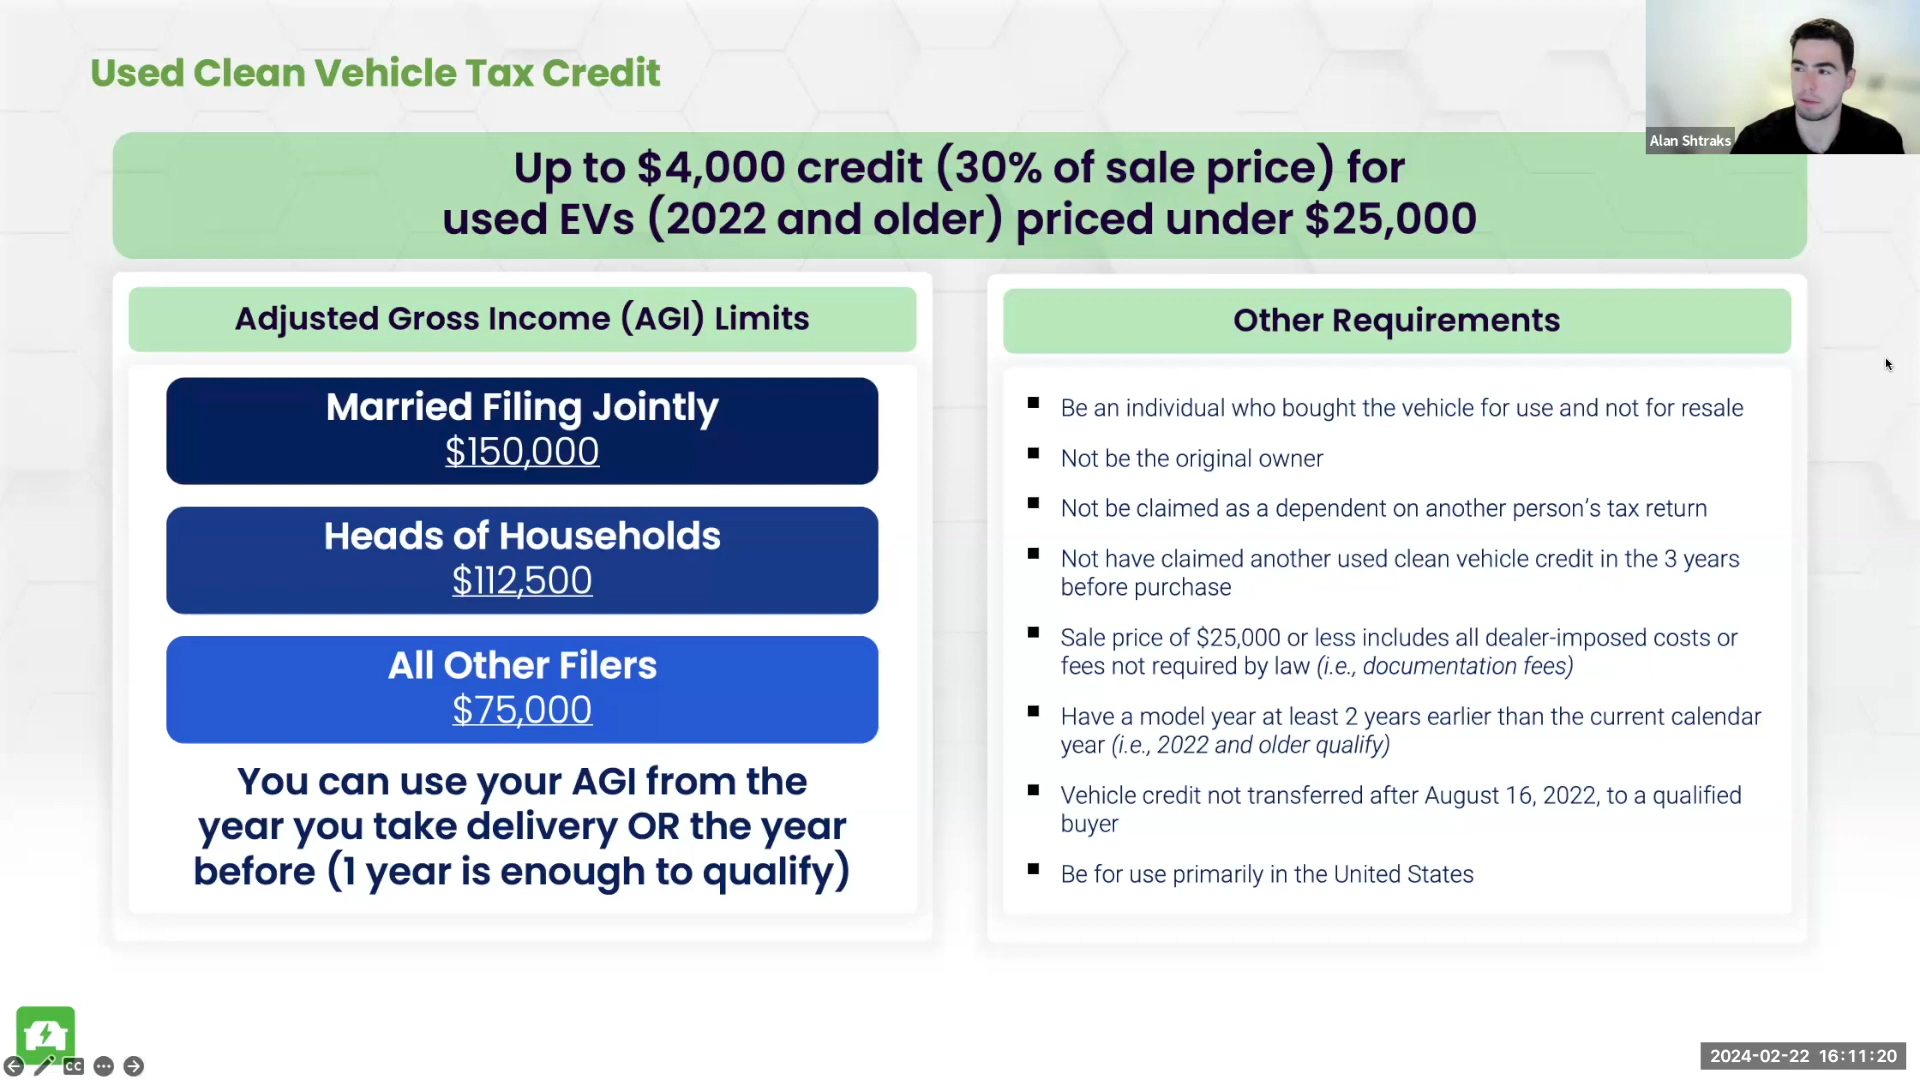 Used Clean Vehicle Tax Credit
Alan Shtraks
Up to $4,000 credit (30% of sale price) for
used EVs (2022 and older) priced under $25,000
Adjusted Gross Income (AGI) Limits
Married Filing Jointly
$150,000
Heads of Households
$112,500
All Other Filers
$75,000
You can use your AGI from the
year you take delivery OR the year
before (1 year is enough to qualify)
Other Requirements
Be an individual who bought the vehicle for use and not for resale
Not be the original owner
Not be claimed as a dependent on another person’s tax return
Not have claimed another used clean vehicle credit in the 3 years
before purchase
Sale price of $25,000 or less includes all dealer-imposed costs or
fees not required by law (i.e., documentation fees)
Have a model year at least 2 years earlier than the current calendar
year (i.e., 2022 and older qualify)
Vehicle credit not transferred after August 16, 2022, to a qualified
buyer
Be for use primarily in the United States
CC
2024-02-22 16:11:20